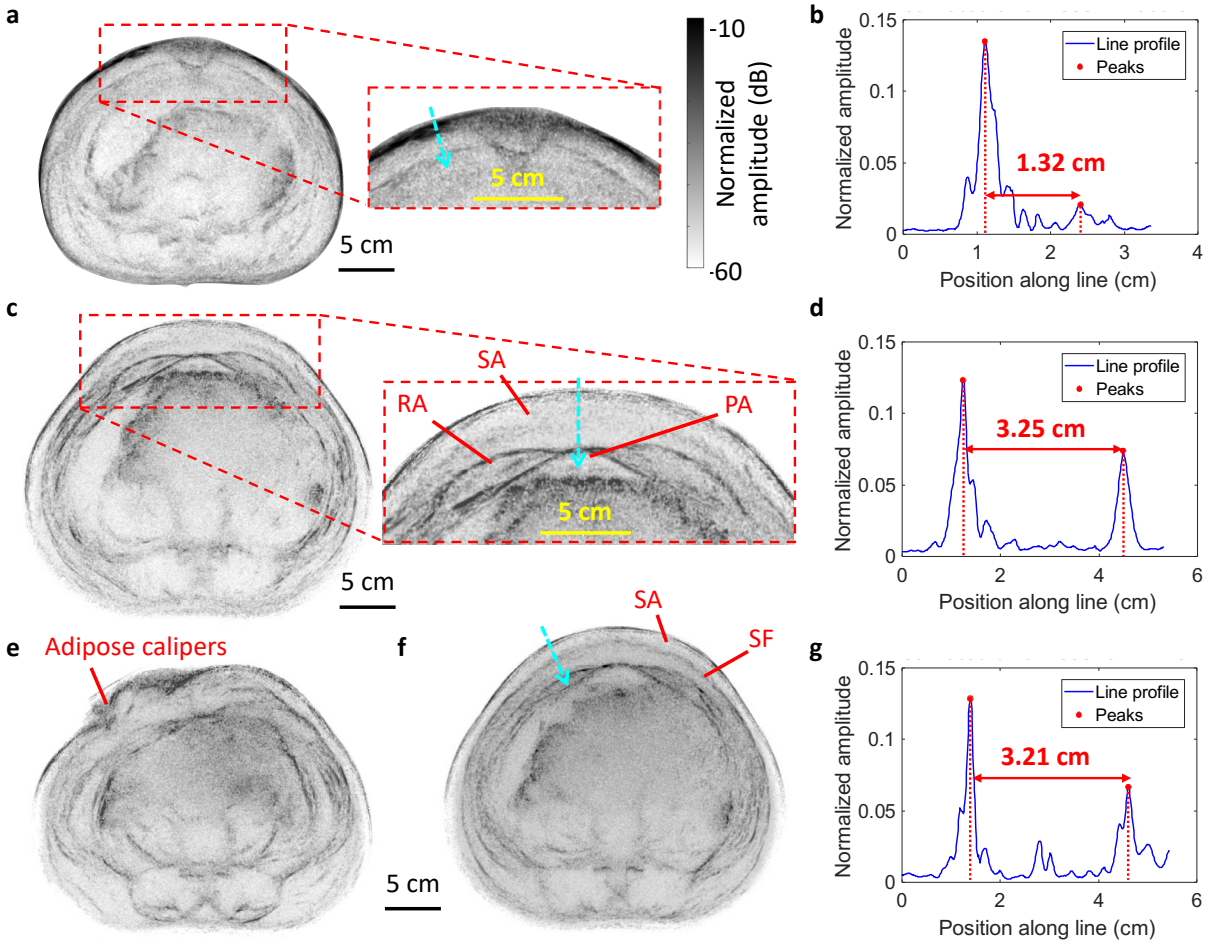 a
-10
Normalized
amplitude (dB)
-60
5 cm
5 cm
b
0.15
0.1
0.05
0
Normalized amplitude
Line profile
Peaks
1.32 cm
0 1 2 3 4
Position along line (cm)
c
SA
RA
PA
5 cm
5 cm
d
0.15
0.1
0.05
0
Normalized amplitude
Line profile
Peaks
3.25 cm
0 2 4 6
Position along line (cm)
e
Adipose calipers
5 cm
f
SA
SF
g
0.15
0.1
0.05
0
Normalized amplitude
Line profile
Peaks
3.21 cm
0 2 4 6
Position along line (cm)